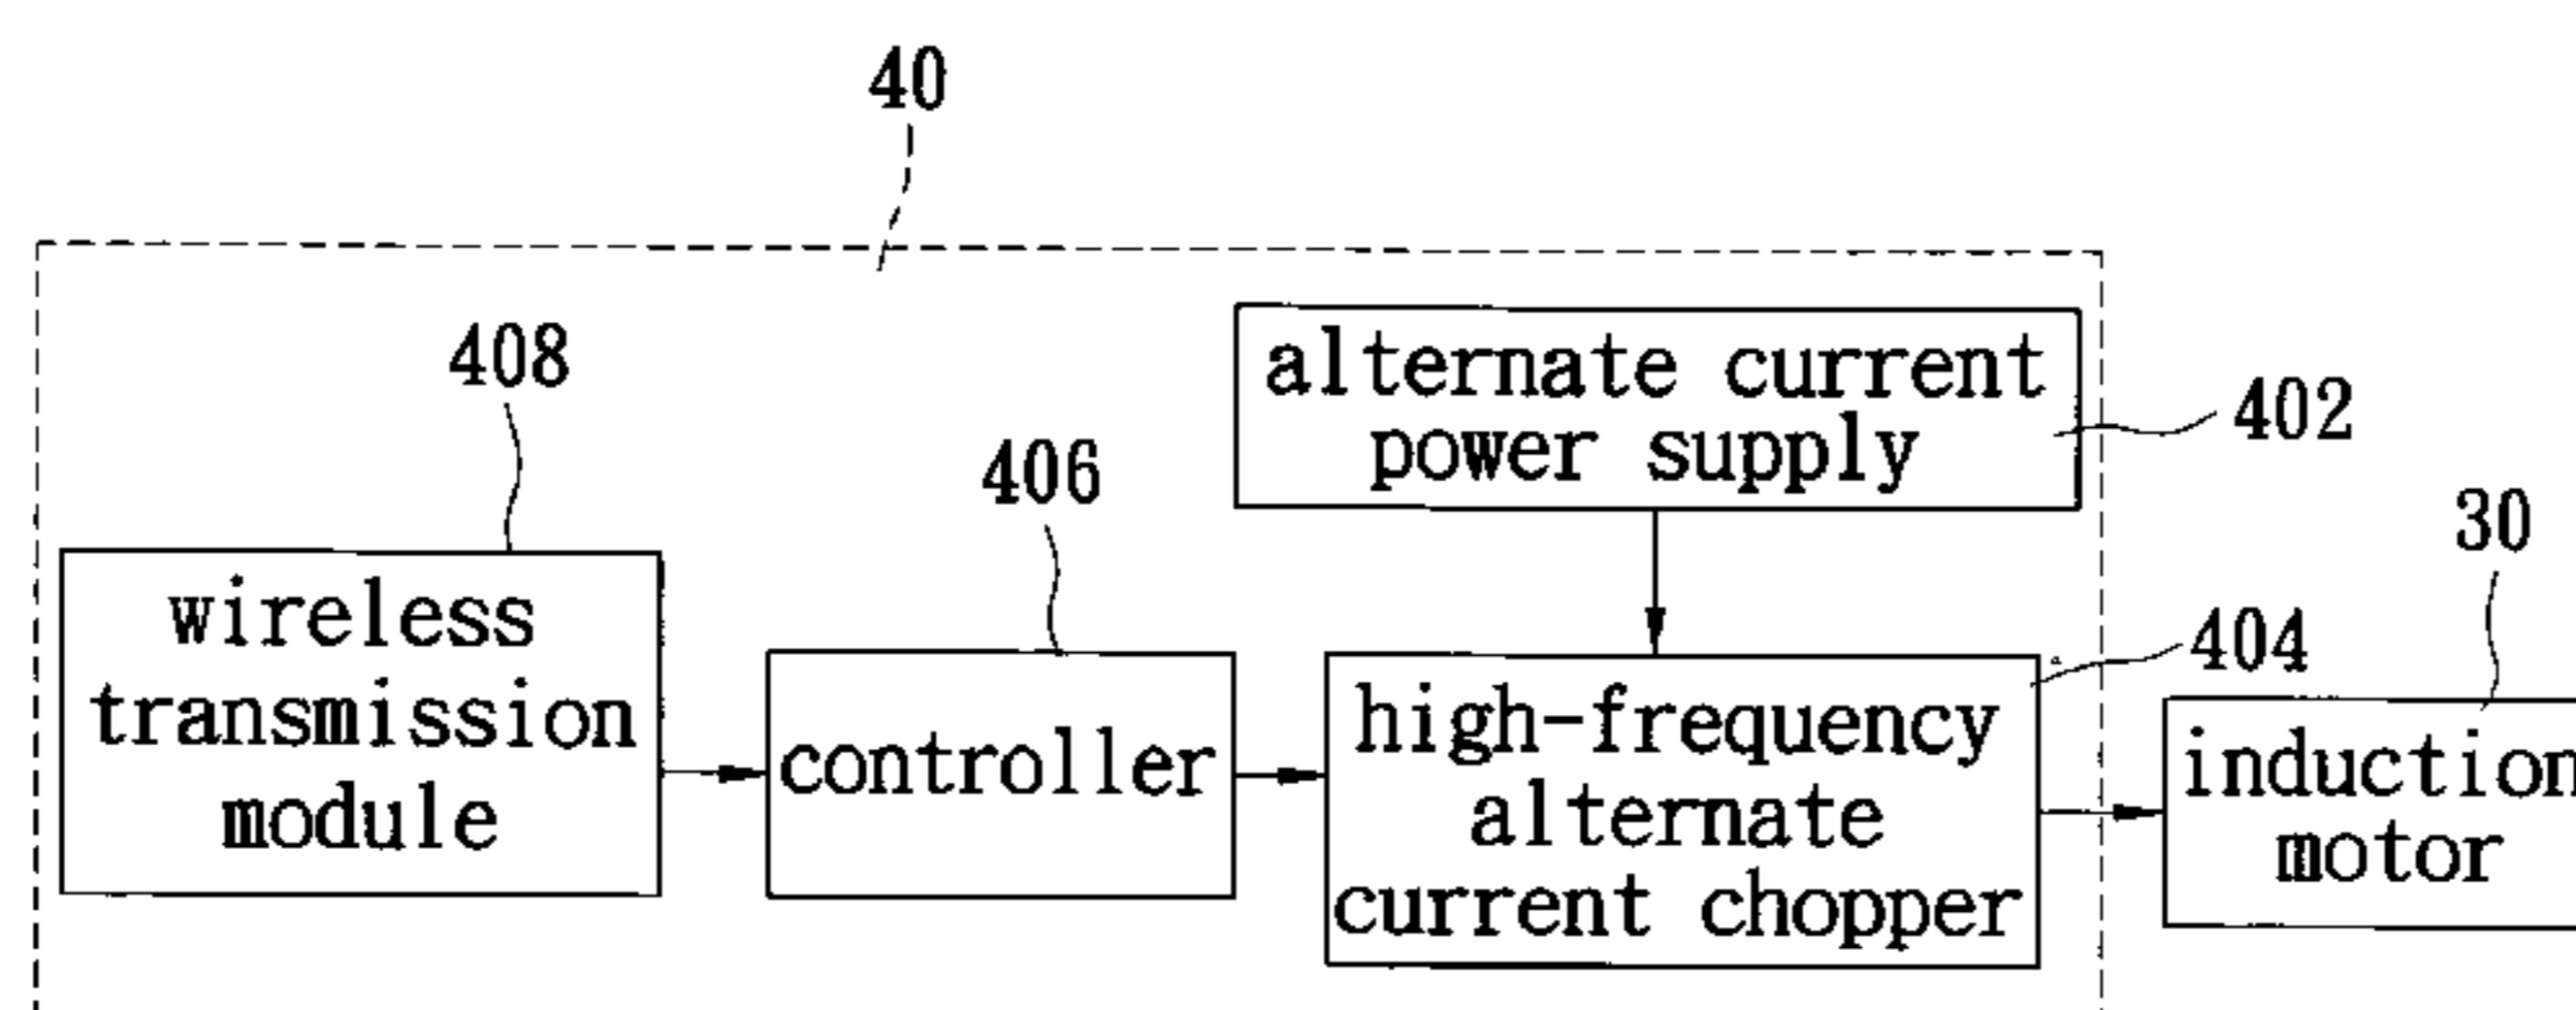 40
408
406
alternate current
power supply
402
30
404
wireless
transmission
module
controller
high-frequency
alternate
current chopper
induction
motor